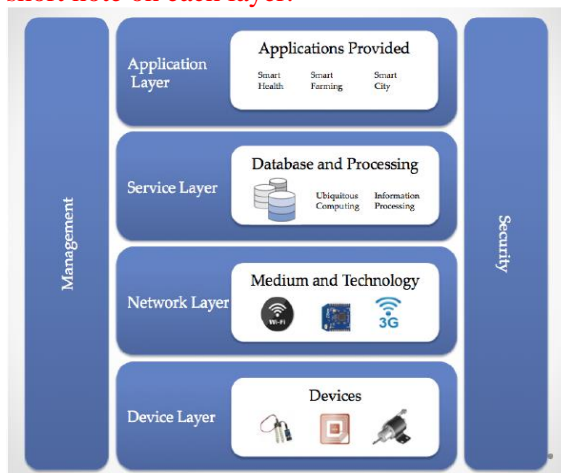 short note on each layer.
Management
Application
Layer
Applications Provided
Smart
Health
Smart
Farming
Smart
City
Service Layer
Database and Processing
Ubiquitous
Computing
Information
Processing
Network Layer
Medium and Technology
Wi-Fi
3G
Device Layer
Devices
Security